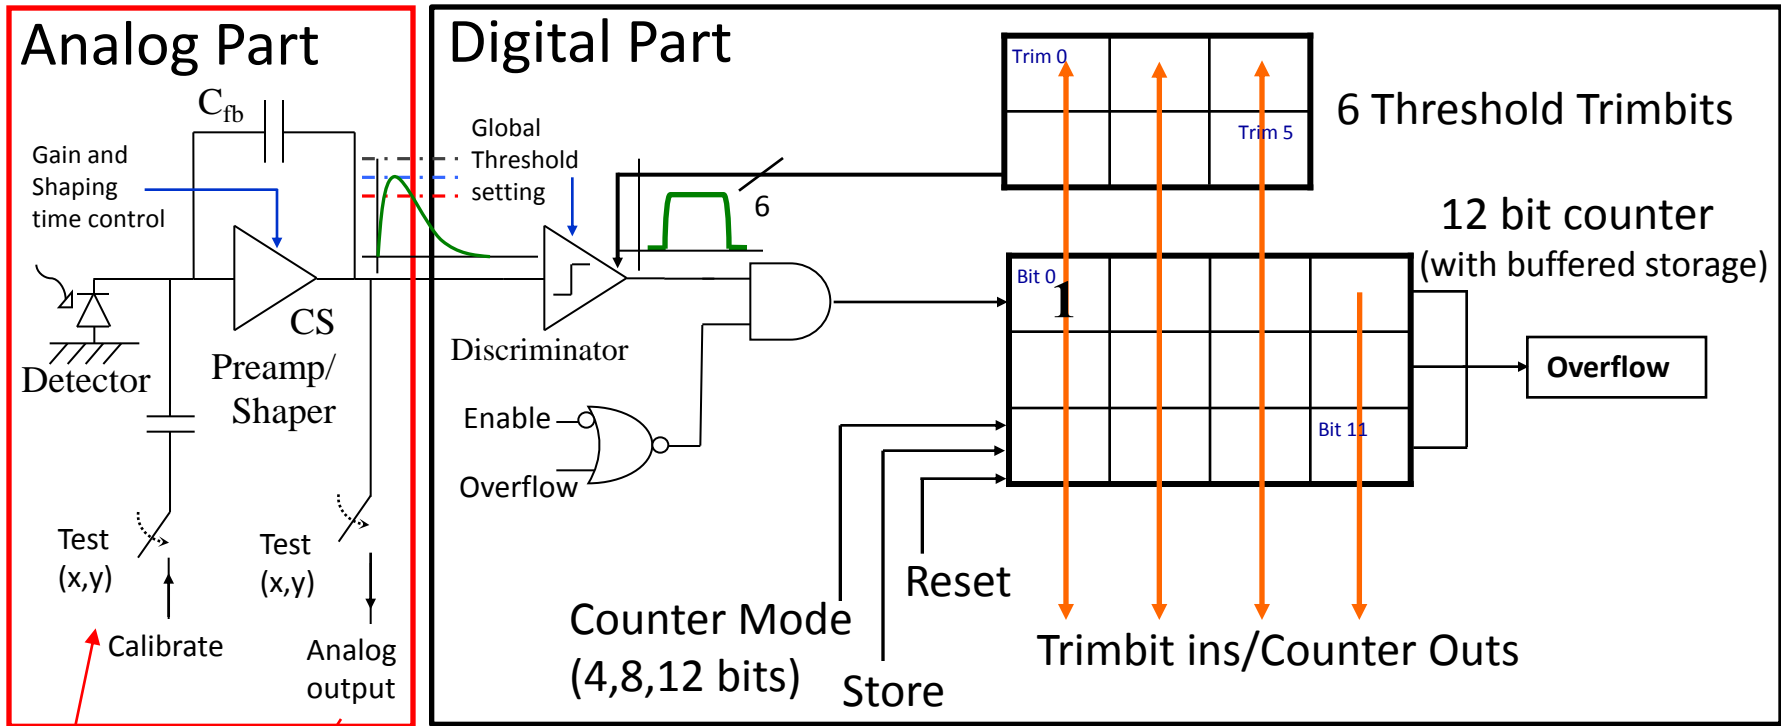 Analog Part
C_fb
Gain and
Shaping
time control
CS
Preamp/
Shaper
Detector
Test
(x,y)
Test
(x,y)
Calibrate
Analog
output
Digital Part
Global
Threshold
setting
6
Discriminator
Enable
Overflow
Trim 0
Trim 5
6 Threshold Trimbits
12 bit counter
(with buffered storage)
Bit 0
1
Bit 11
Overflow
Reset
Counter Mode
(4,8,12 bits)
Store
Trimbit ins/Counter Outs